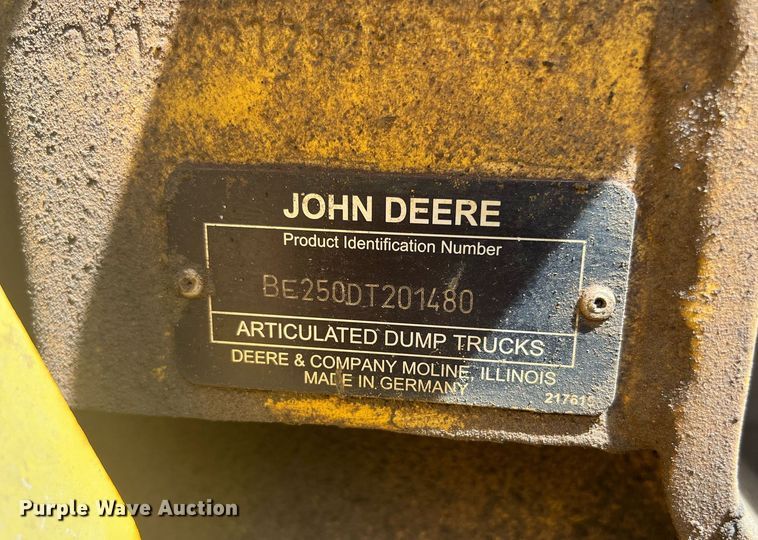 JOHN DEERE
Product Identification Number
BE250DT201480
ARTICULATED DUMP TRUCKS
DEERE & COMPANY MOLINE, ILLINOIS
MADE IN GERMANY
Purple Wave Auction®